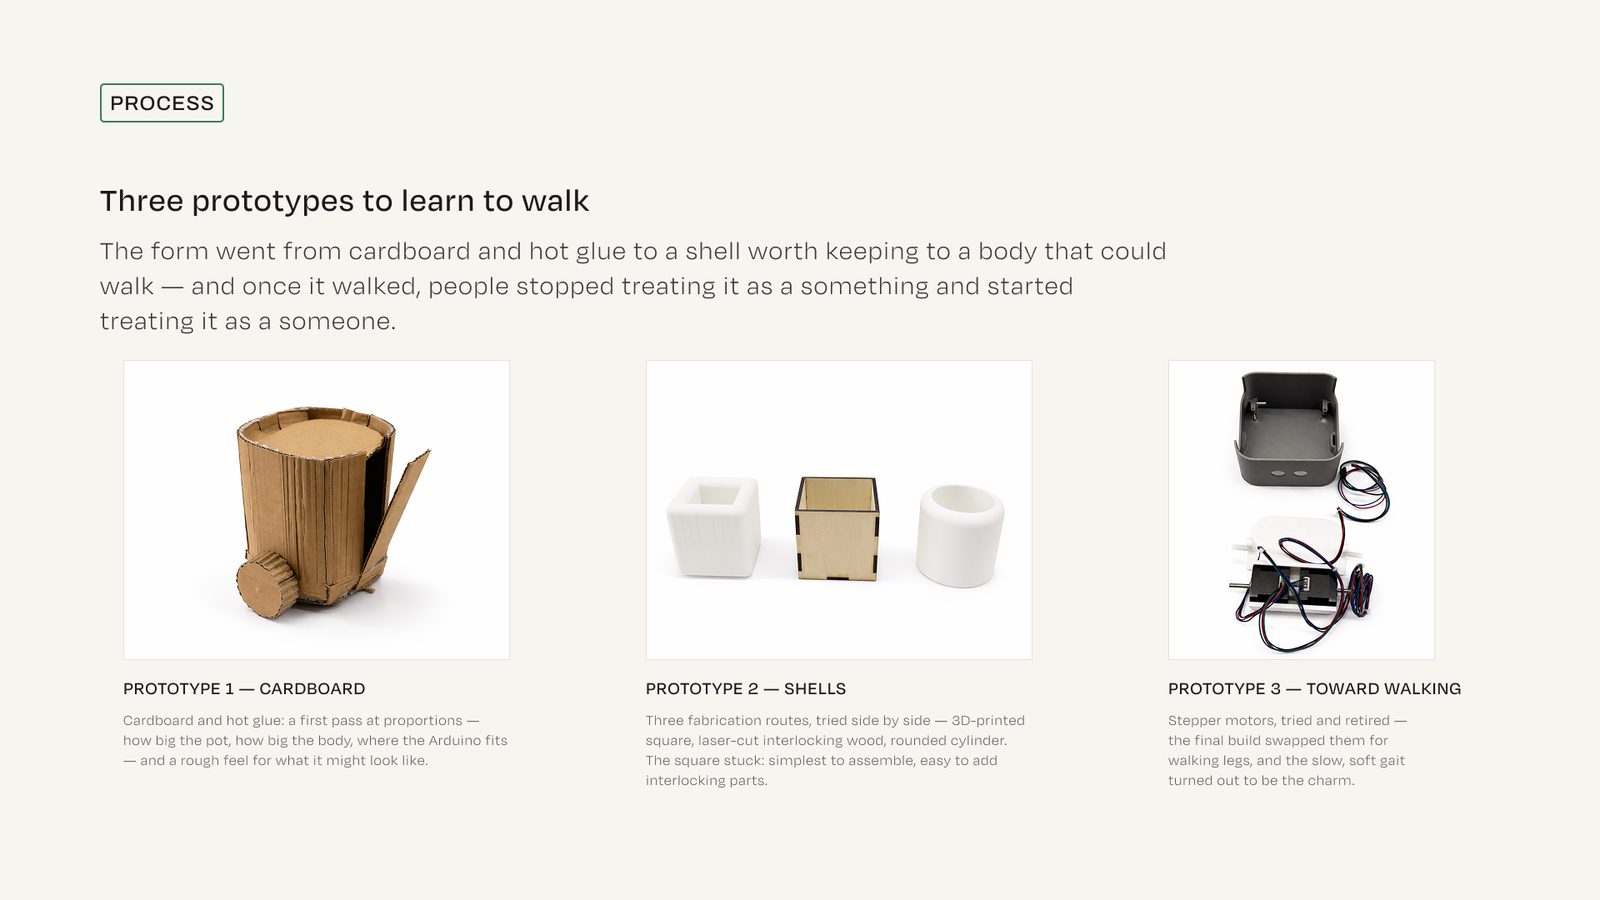 PROCESS
Three prototypes to learn to walk
The form went from cardboard and hot glue to a shell worth keeping to a body that could
walk — and once it walked, people stopped treating it as a something and started
treating it as a someone.
PROTOTYPE 1 — CARDBOARD
Cardboard and hot glue: a first pass at proportions —
how big the pot, how big the body, where the Arduino fits
— and a rough feel for what it might look like.
PROTOTYPE 2 — SHELLS
Three fabrication routes, tried side by side — 3D-printed
square, laser-cut interlocking wood, rounded cylinder.
The square stuck: simplest to assemble, easy to add
interlocking parts.
PROTOTYPE 3 — TOWARD WALKING
Stepper motors, tried and retired —
the final build swapped them for
walking legs, and the slow, soft gait
turned out to be the charm.